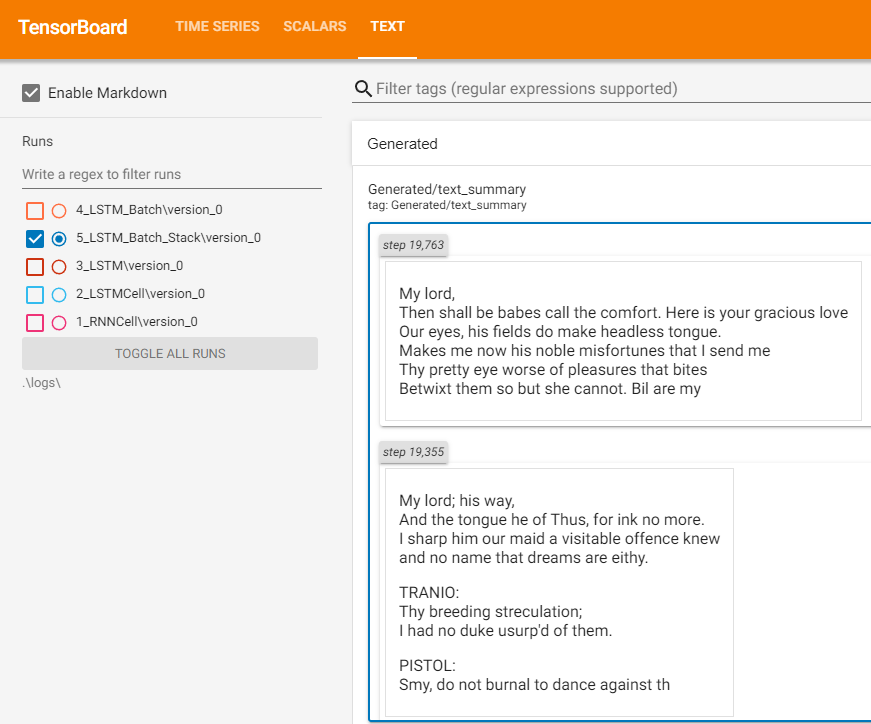 TensorBoard
TIME SERIES
SCALARS
TEXT
Enable Markdown
Filter tags (regular expressions supported)
Runs
Write a regex to filter runs
4_LSTM_Batch\version_0
5_LSTM_Batch_Stack\version_0
3_LSTM\version_0
2_LSTMCell\version_0
1_RNNCell\version_0
TOGGLE ALL RUNS
.\logs\
Generated
Generated/text_summary
tag: Generated/text_summary
step 19,763
My lord,
Then shall be babes call the comfort. Here is your gracious love
Our eyes, his fields do make headless tongue.
Makes me now his noble misfortunes that I send me
Thy pretty eye worse of pleasures that bites
Betwixt them so but she cannot. Bil are my
step 19,355
My lord; his way,
And the tongue he of Thus, for ink no more.
I sharp him our maid a visitable offence knew
and no name that dreams are eithy.
TRANIO:
Thy breeding streculation;
I had no duke usurp'd of them.
PISTOL:
Smy, do not burnal to dance against th